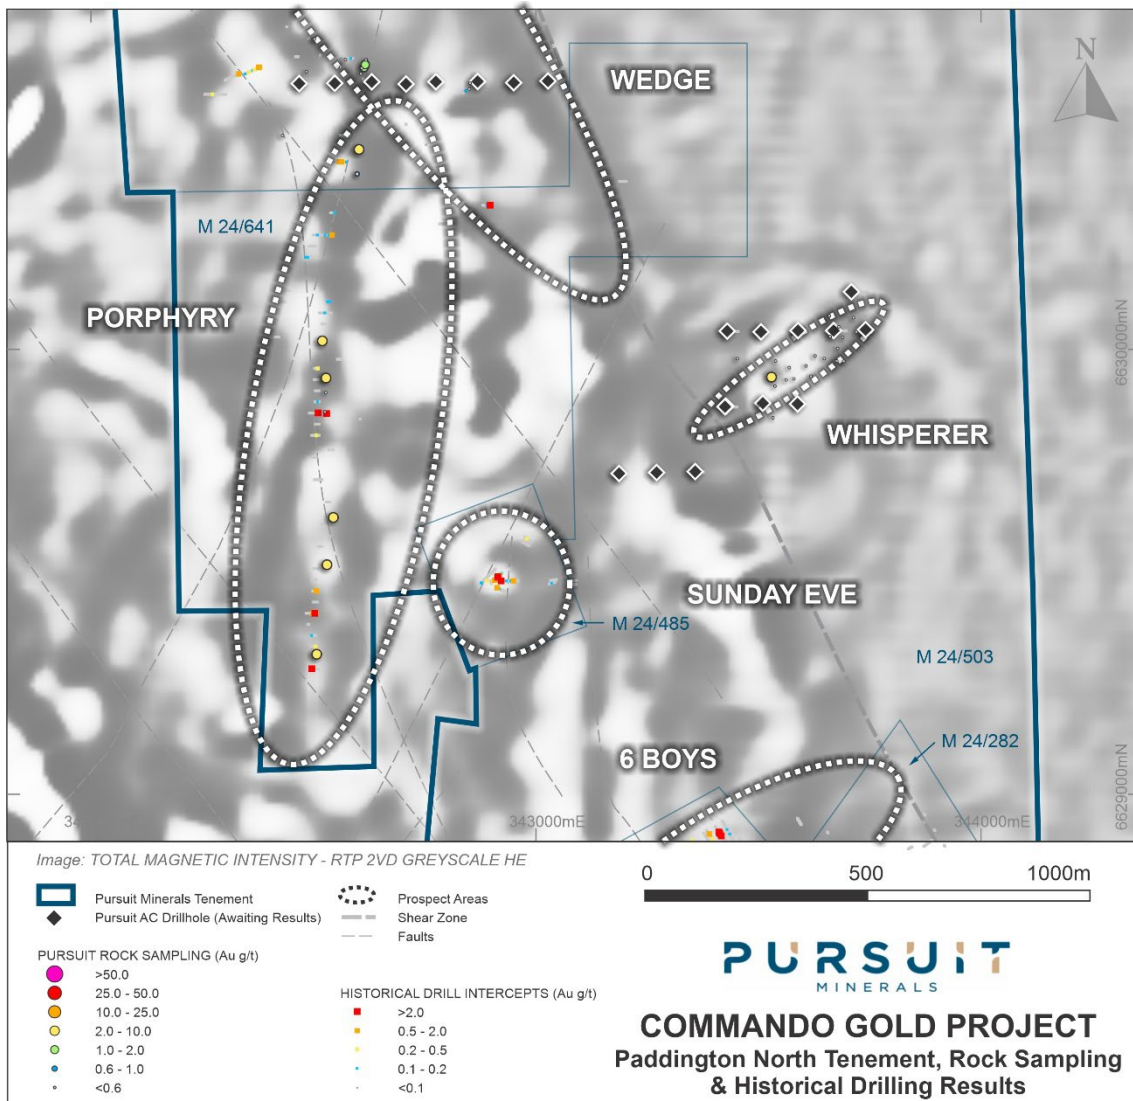 WEDGE
N
M 24/641
PORPHYRY
6630000mN
WHISPERER
SUNDAY EVE
M 24/485
M 24/503
6 BOYS
M 24/282
6629000mN
343000mE
344000mE
Image: TOTAL MAGNETIC INTENSITY - RTP 2VD GREYSCALE HE
Pursuit Minerals Tenement
Pursuit AC Drillhole (Awaiting Results)
Prospect Areas
Shear Zone
Faults
PURSUIT ROCK SAMPLING (Au g/t)
>50.0
25.0 - 50.0
10.0 - 25.0
2.0 - 10.0
1.0 - 2.0
0.6 - 1.0
<0.6
HISTORICAL DRILL INTERCEPTS (Au g/t)
>2.0
0.5 - 2.0
0.2 - 0.5
0.1 - 0.2
<0.1
0 500 1000m
PURSUIT
MINERALS
COMMANDO GOLD PROJECT
Paddington North Tenement, Rock Sampling
& Historical Drilling Results